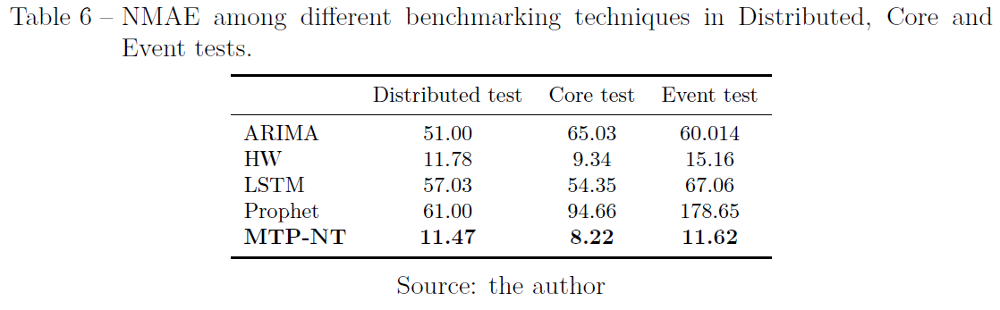 Table 6 – NMAE among different benchmarking techniques in Distributed, Core and
Event tests.
Distributed test Core test Event test
ARIMA 51.00 65.03 60.014
HW 11.78 9.34 15.16
LSTM 57.03 54.35 67.06
Prophet 61.00 94.66 178.65
MTP-NT 11.47 8.22 11.62
Source: the author